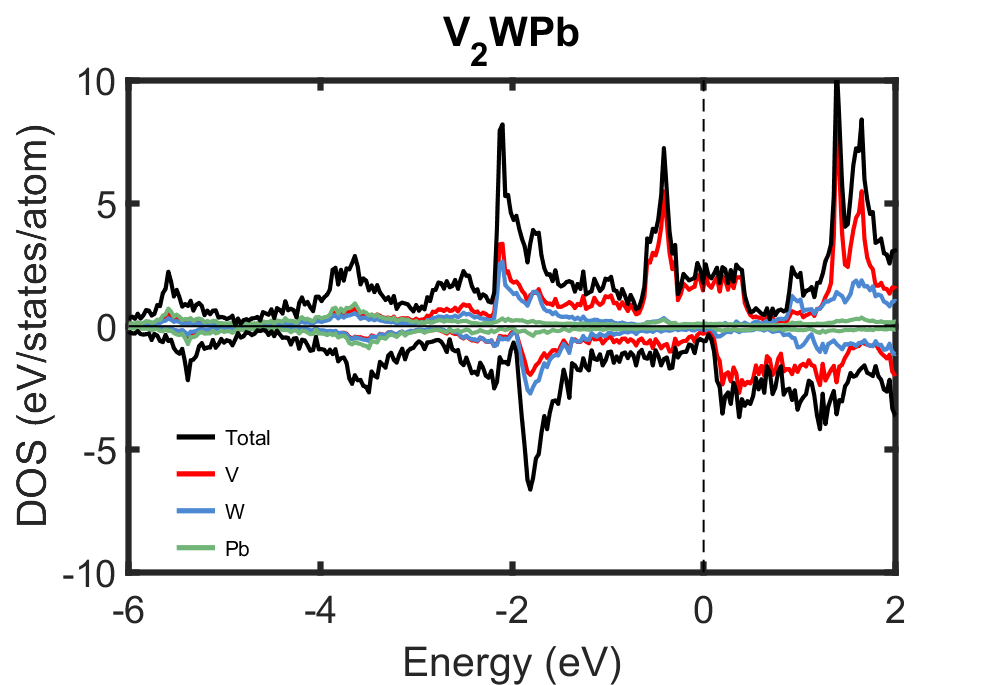 V2WPb
10
5
0
-5
-10
DOS (eV/states/atom)
Total
V
W
Pb
-6 -4 -2 0 2
Energy (eV)